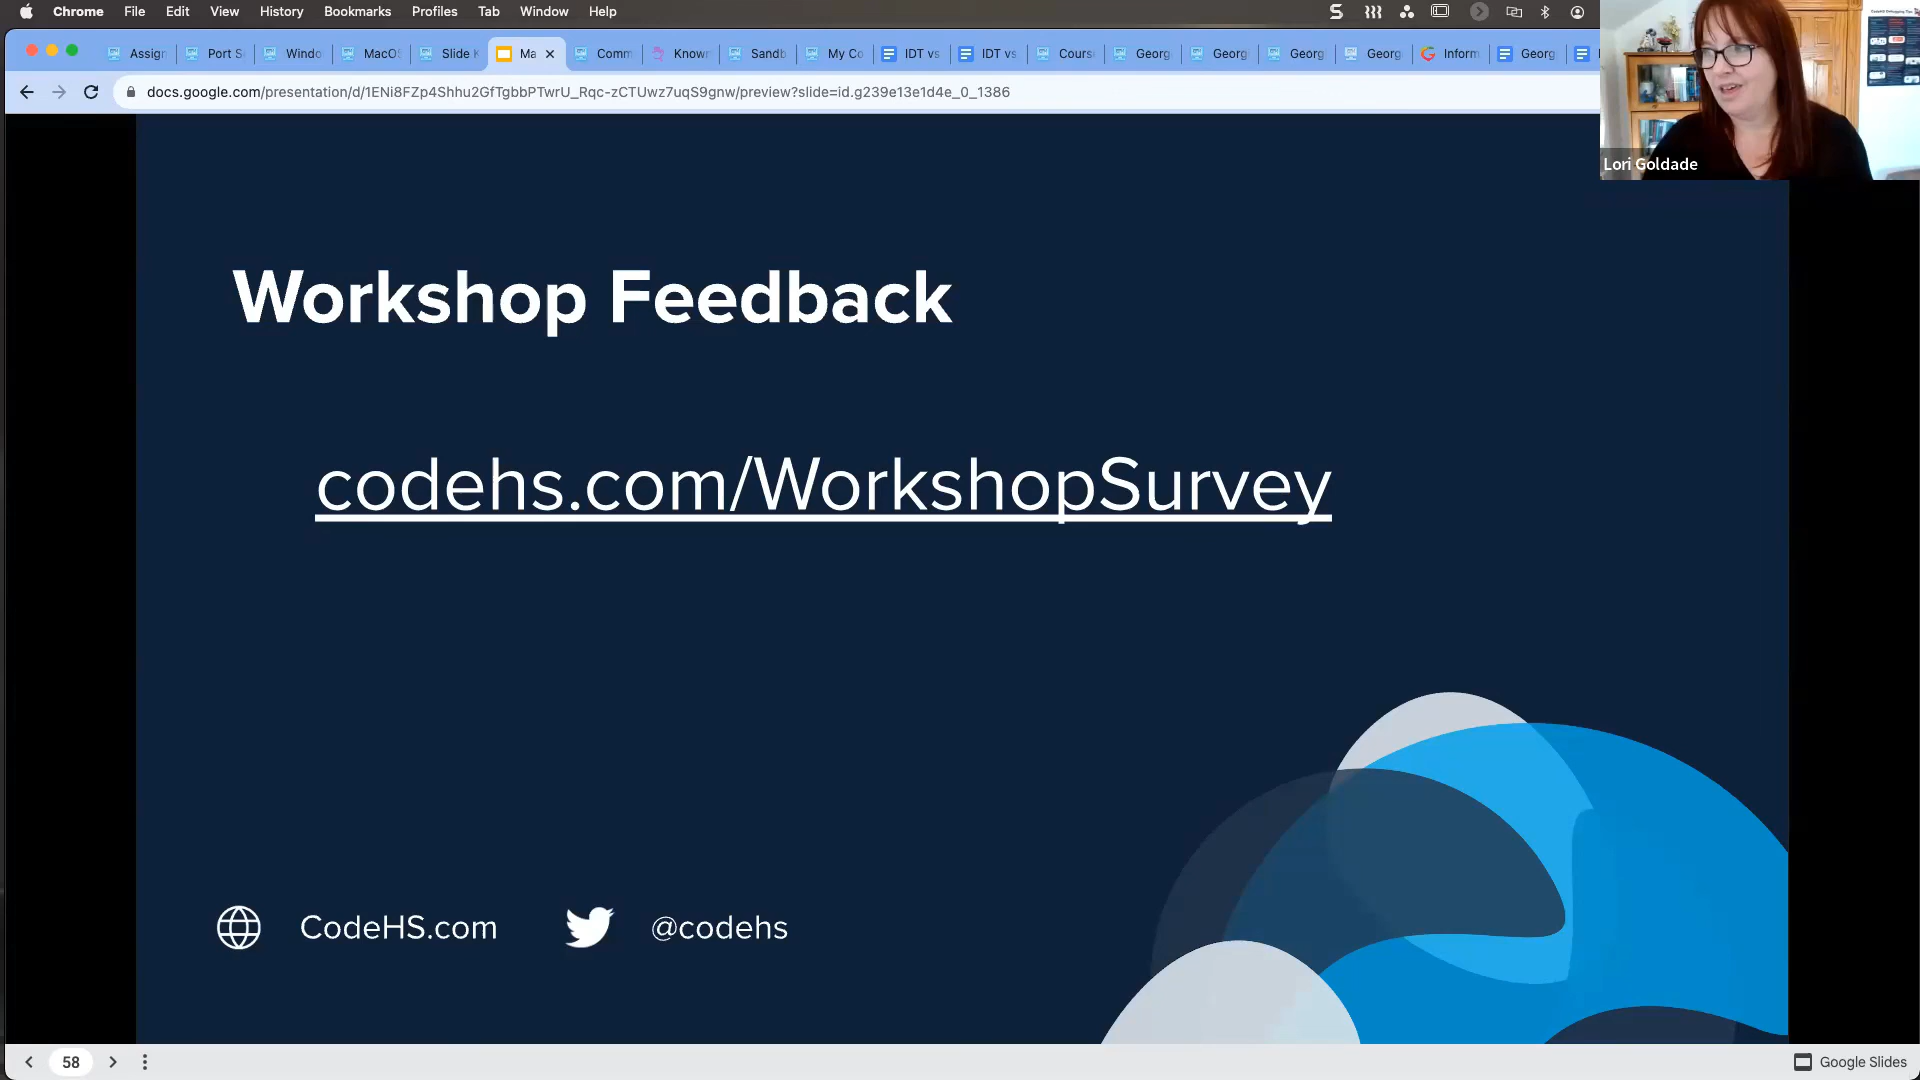 Chrome File Edit View History Bookmarks Profiles Tab Window Help
Assign Port S Windo MacO Slide Ma Comm Known Sandb My Co IDT vs IDT vs Cours Georg Georg Georg Georg Inform Georg
docs.google.com/presentation/d/1ENi8FZp4Shhu2GfTgbbPTwrU_Rqc-zCTUwz7uqS9gnw/preview?slide=id.g239e13e1d4e_0_1386
Lori Goldade
Workshop Feedback
codehs.com/WorkshopSurvey
CodeHS.com @codehs
58
Google Slides